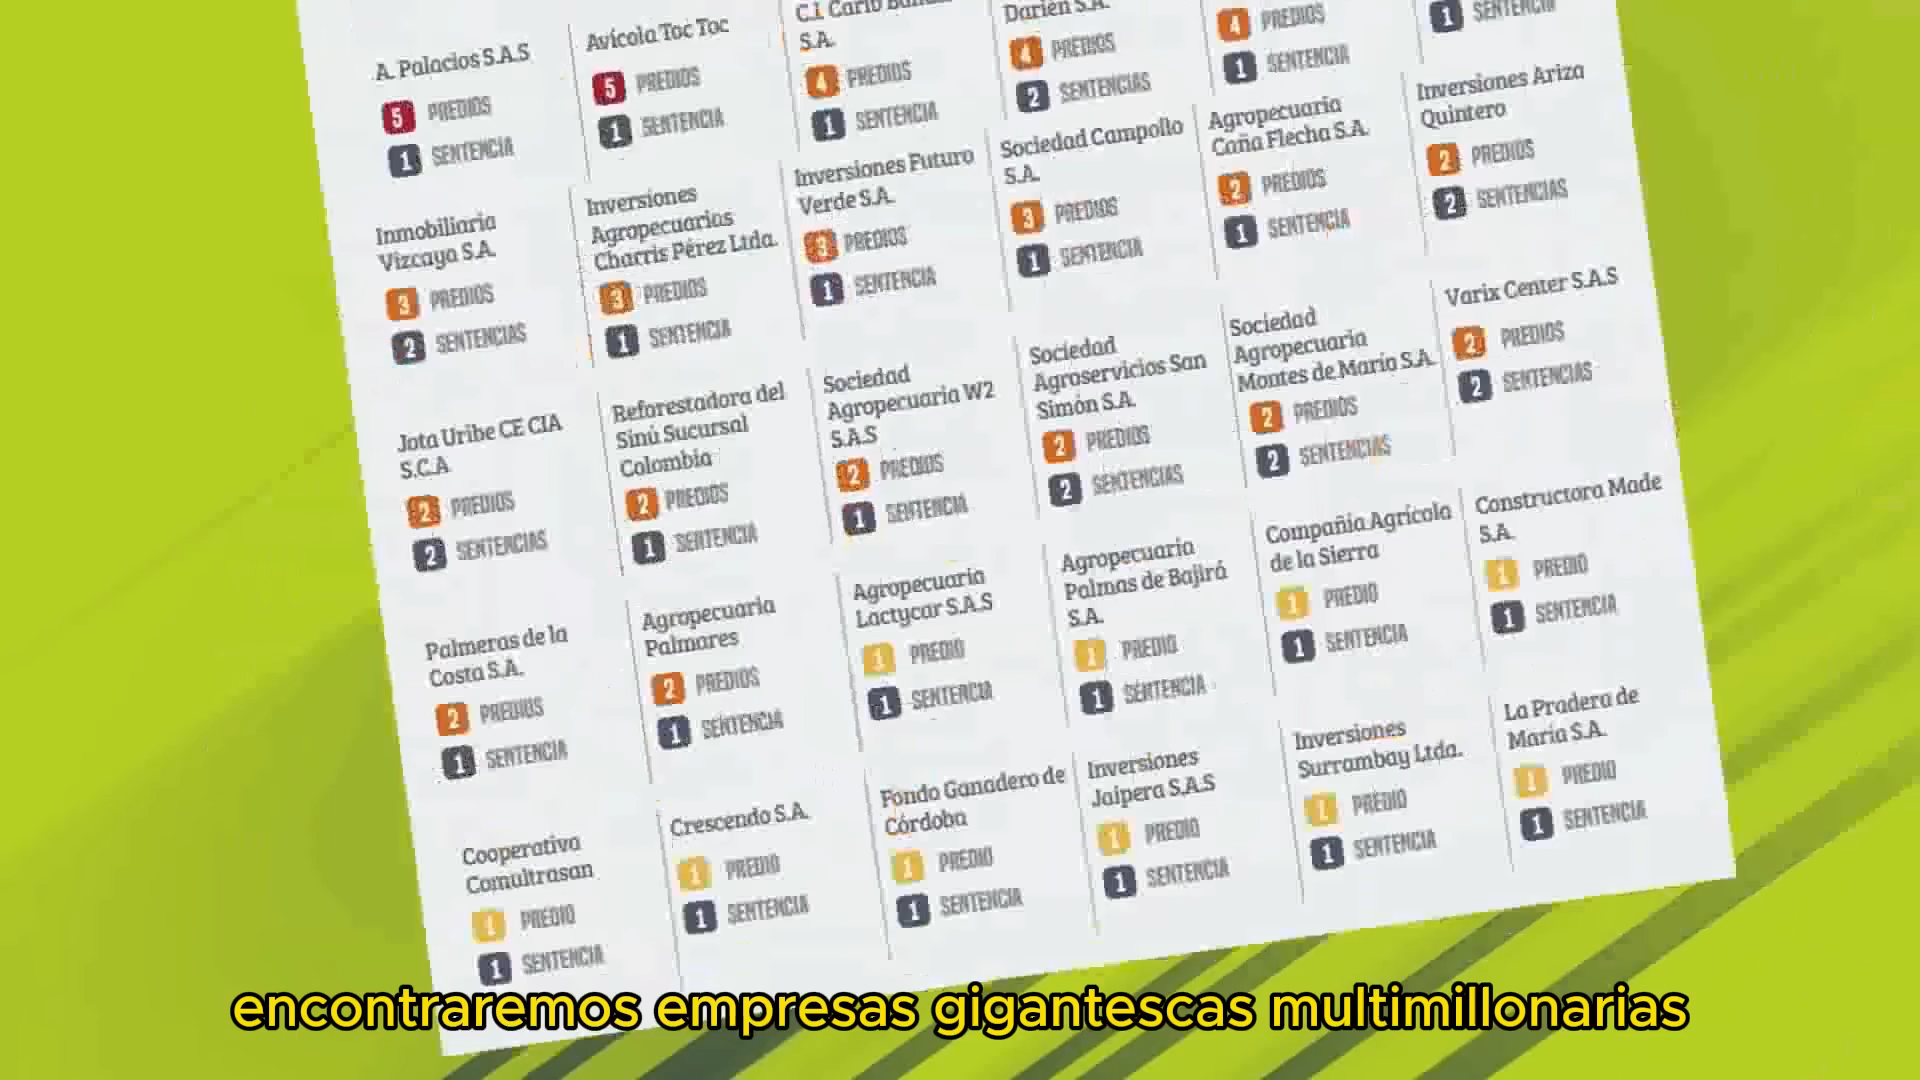 A. Palacios S.A.S
5 PREDIOS
1 SENTENCIA
Avícola Toc Toc
5 PREDIOS
1 SENTENCIA
C.I. Carib
S.A.
4 PREDIOS
1 SENTENCIA
Darién S.A.
4 PREDIOS
2 SENTENCIAS
4 PREDIOS
1 SENTENCIA
1 SENTENCIA
Inmobiliaria
Vizcaya S.A.
3 PREDIOS
2 SENTENCIAS
Inversiones
Agropecuarias
Charris Pérez Ltda.
3 PREDIOS
1 SENTENCIA
Inversiones Futuro
Verde S.A.
3 PREDIOS
1 SENTENCIA
Sociedad Campollo
S.A.
3 PREDIOS
1 SENTENCIA
Agropecuaria
Caña Flecha S.A.
2 PREDIOS
1 SENTENCIA
Inversiones Ariza
Quintero
2 PREDIOS
2 SENTENCIAS
Jota Uribe CE CIA
S.C.A
2 PREDIOS
2 SENTENCIAS
Reforestadora del
Sinú Sucursal
Colombia
2 PREDIOS
1 SENTENCIA
Sociedad
Agropecuaria W2
S.A.S
2 PREDIOS
1 SENTENCIA
Sociedad
Agroservicios San
Simón S.A.
2 PREDIOS
2 SENTENCIAS
Sociedad
Agropecuaria
Montes de María S.A.
2 PREDIOS
2 SENTENCIAS
Varix Center S.A.S
2 PREDIOS
2 SENTENCIAS
Palmeras de la
Costa S.A.
2 PREDIOS
1 SENTENCIA
Agropecuaria
Palmares
2 PREDIOS
1 SENTENCIA
Agropecuaria
Lactycar S.A.S
1 PREDIO
1 SENTENCIA
Agropecuaria
Palmas de Bajirá
S.A.
1 PREDIO
1 SENTENCIA
Compañía Agrícola
de la Sierra
1 PREDIO
1 SENTENCIA
Constructora Made
S.A.
1 PREDIO
1 SENTENCIA
Cooperativa
Comultrasan
1 PREDIO
1 SENTENCIA
Crescendo S.A.
1 PREDIO
1 SENTENCIA
Fondo Ganadero de
Córdoba
1 PREDIO
1 SENTENCIA
Inversiones
Jaipera S.A.S
1 PREDIO
1 SENTENCIA
Inversiones
Surrambay Ltda.
1 PREDIO
1 SENTENCIA
La Pradera de
María S.A.
1 PREDIO
1 SENTENCIA
encontraremos empresas gigantescas multimillonarias